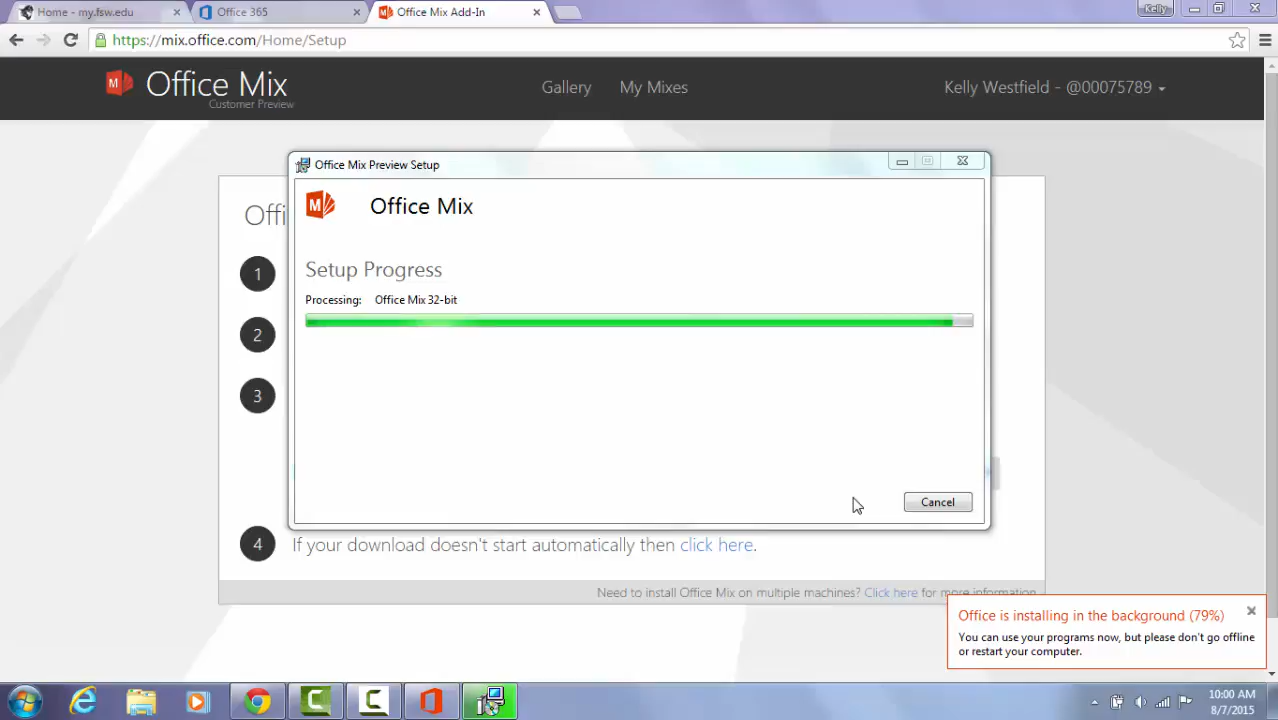 Home - my.fsw.edu
Office 365
Office Mix Add-In
Kelly
https://mix.office.com/Home/Setup
M
Office Mix
Customer Preview
Gallery
My Mixes
Kelly Westfield - @00075789
Office Mix Preview Setup
M
Office Mix
Offi
Setup Progress
1
Processing: Office Mix 32-bit
2
3
Cancel
4
If your download doesn't start automatically then click here.
Need to install Office Mix on multiple machines? Click here for more information
Office is installing in the background (79%)
You can use your programs now, but please don't go offline
or restart your computer.
10:00 AM
8/7/2015